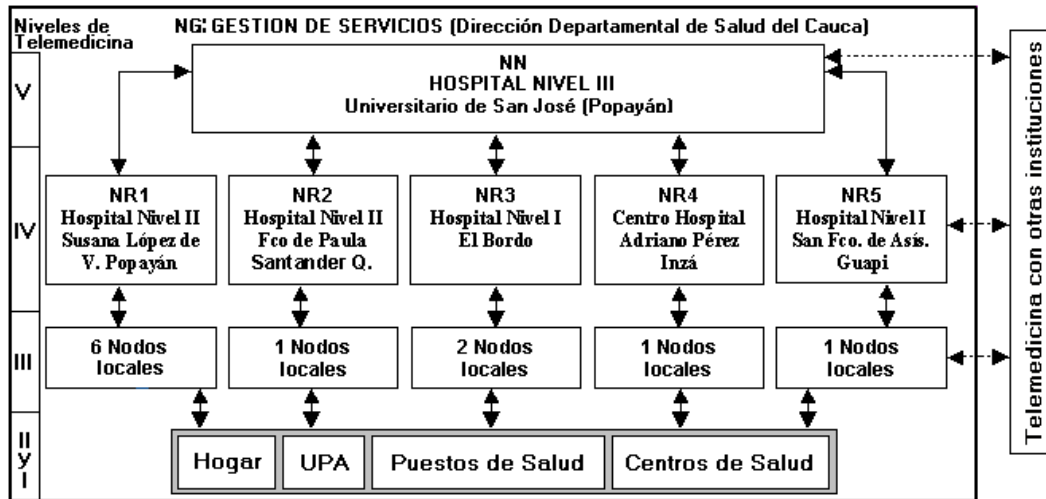 Niveles de
Telemedicina
NG: GESTION DE SERVICIOS (Dirección Departamental de Salud del Cauca)
V
NN
HOSPITAL NIVEL III
Universitario de San José (Popayán)
IV
NR1
Hospital Nivel II
Susana López de
V. Popayán
NR2
Hospital Nivel II
Fco de Paula
Santander Q.
NR3
Hospital Nivel I
El Bordo
NR4
Centro Hospital
Adriano Pérez
Inzá
NR5
Hospital Nivel I
San Fco. de Asís.
Guapi
III
6 Nodos
locales
1 Nodos
locales
2 Nodos
locales
1 Nodos
locales
1 Nodos
locales
II y I
Hogar
UPA
Puestos de Salud
Centros de Salud
Telemedicina con otras instituciones